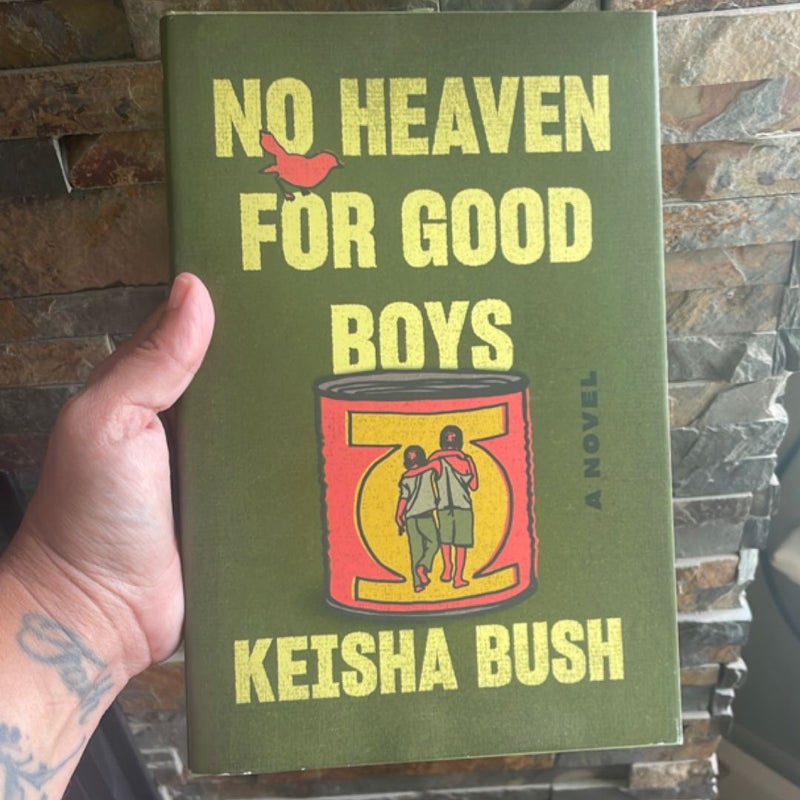 NO HEAVEN
FOR GOOD
BOYS
A NOVEL
KEISHA BUSH